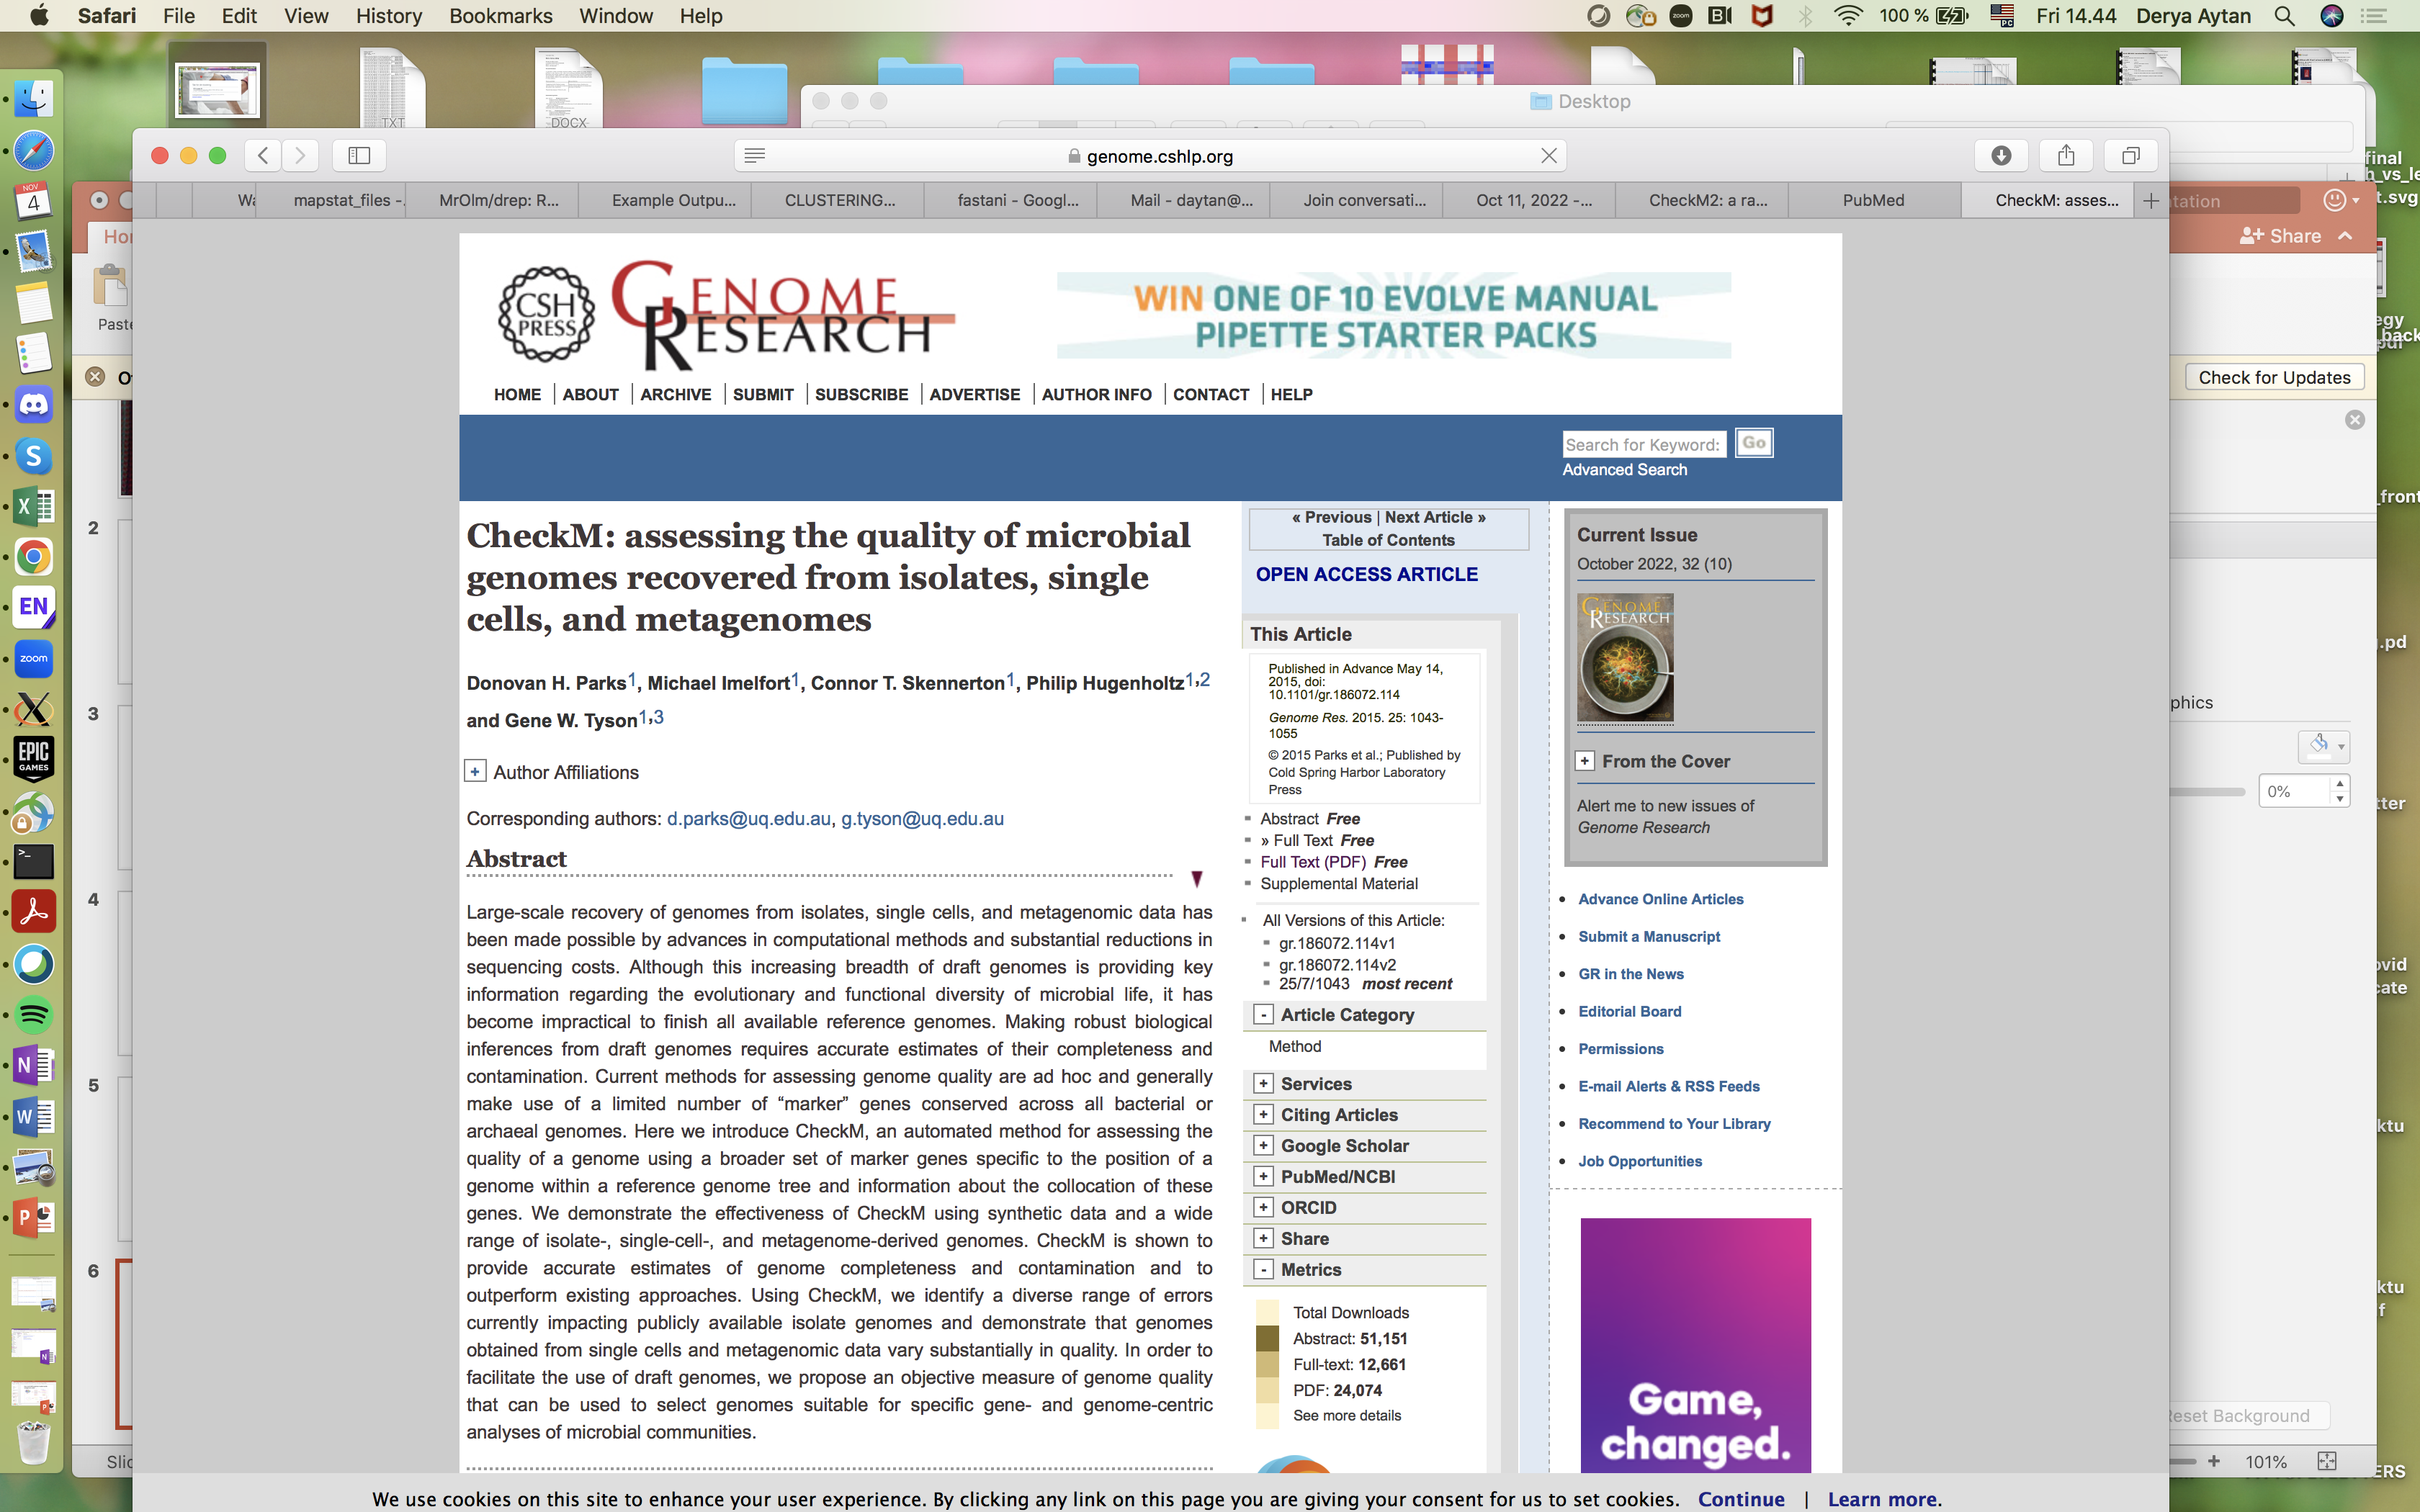 Safari File Edit View History Bookmarks Window Help
zoom
100 %
PC
Fri 14.44 Derya Aytan
TXT
DOCX
Desktop
genome.cshlp.org
mapstat_files -
MrOlm/drep: R...
Example Outpu...
CLUSTERING...
fastani - Googl...
Mail - daytan@...
Join conversati...
Oct 11, 2022 -...
CheckM2: a ra...
PubMed
CheckM: asses...
Share
Paste
Check for Updates
CSH
PRESS
GENOME
RESEARCH
WIN ONE OF 10 EVOLVE MANUAL
PIPETTE STARTER PACKS
HOME | ABOUT | ARCHIVE | SUBMIT | SUBSCRIBE | ADVERTISE | AUTHOR INFO | CONTACT | HELP
Search for Keyword:
Go
Advanced Search
CheckM: assessing the quality of microbial
genomes recovered from isolates, single
cells, and metagenomes
Donovan H. Parks1, Michael Imelfort1, Connor T. Skennerton1, Philip Hugenholtz1,2
and Gene W. Tyson1,3
+ Author Affiliations
Corresponding authors: d.parks@uq.edu.au, g.tyson@uq.edu.au
Abstract
Large-scale recovery of genomes from isolates, single cells, and metagenomic data has
been made possible by advances in computational methods and substantial reductions in
sequencing costs. Although this increasing breadth of draft genomes is providing key
information regarding the evolutionary and functional diversity of microbial life, it has
become impractical to finish all available reference genomes. Making robust biological
inferences from draft genomes requires accurate estimates of their completeness and
contamination. Current methods for assessing genome quality are ad hoc and generally
make use of a limited number of “marker” genes conserved across all bacterial or
archaeal genomes. Here we introduce CheckM, an automated method for assessing the
quality of a genome using a broader set of marker genes specific to the position of a
genome within a reference genome tree and information about the collocation of these
genes. We demonstrate the effectiveness of CheckM using synthetic data and a wide
range of isolate-, single-cell-, and metagenome-derived genomes. CheckM is shown to
provide accurate estimates of genome completeness and contamination and to
outperform existing approaches. Using CheckM, we identify a diverse range of errors
currently impacting publicly available isolate genomes and demonstrate that genomes
obtained from single cells and metagenomic data vary substantially in quality. In order to
facilitate the use of draft genomes, we propose an objective measure of genome quality
that can be used to select genomes suitable for specific gene- and genome-centric
analyses of microbial communities.
« Previous | Next Article »
Table of Contents
OPEN ACCESS ARTICLE
This Article
Published in Advance May 14,
2015, doi:
10.1101/gr.186072.114
Genome Res. 2015. 25: 1043-
1055
© 2015 Parks et al.; Published by
Cold Spring Harbor Laboratory
Press
Abstract Free
» Full Text Free
Full Text (PDF) Free
Supplemental Material
All Versions of this Article:
gr.186072.114v1
gr.186072.114v2
25/7/1043 most recent
- Article Category
Method
+ Services
+ Citing Articles
+ Google Scholar
+ PubMed/NCBI
+ ORCID
+ Share
- Metrics
Total Downloads
Abstract: 51,151
Full-text: 12,661
PDF: 24,074
See more details
Current Issue
October 2022, 32 (10)
GENOME
RESEARCH
+ From the Cover
Alert me to new issues of
Genome Research
Advance Online Articles
Submit a Manuscript
GR in the News
Editorial Board
Permissions
E-mail Alerts & RSS Feeds
Recommend to Your Library
Job Opportunities
Game,
changed.
We use cookies on this site to enhance your user experience. By clicking any link on this page you are giving your consent for us to set cookies. Continue | Learn more.
NOV
4
EN
zoom
EPIC
GAMES
2
3
4
5
6
final
t.svg
0%
Reset Background
101%